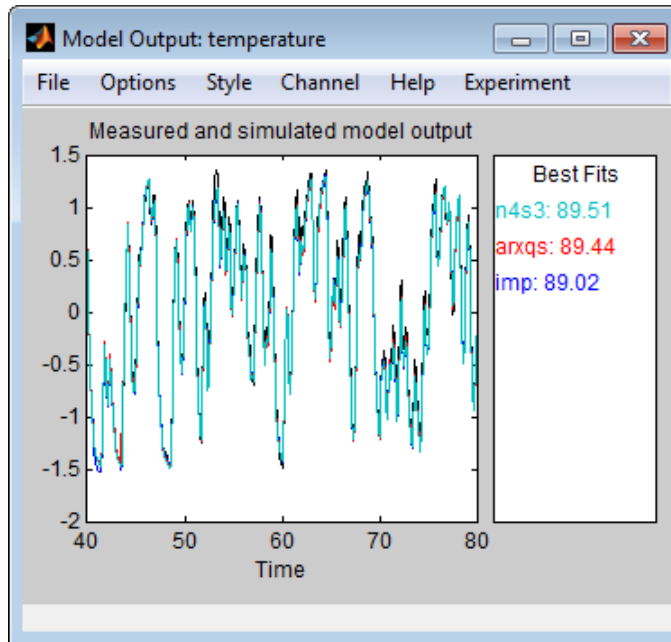 Model Output: temperature
File Options Style Channel Help Experiment
Measured and simulated model output
1.5
1
0.5
0
-0.5
-1
-1.5
-2
40 50 60 70 80
Time
Best Fits
n4s3: 89.51
arxqs: 89.44
imp: 89.02